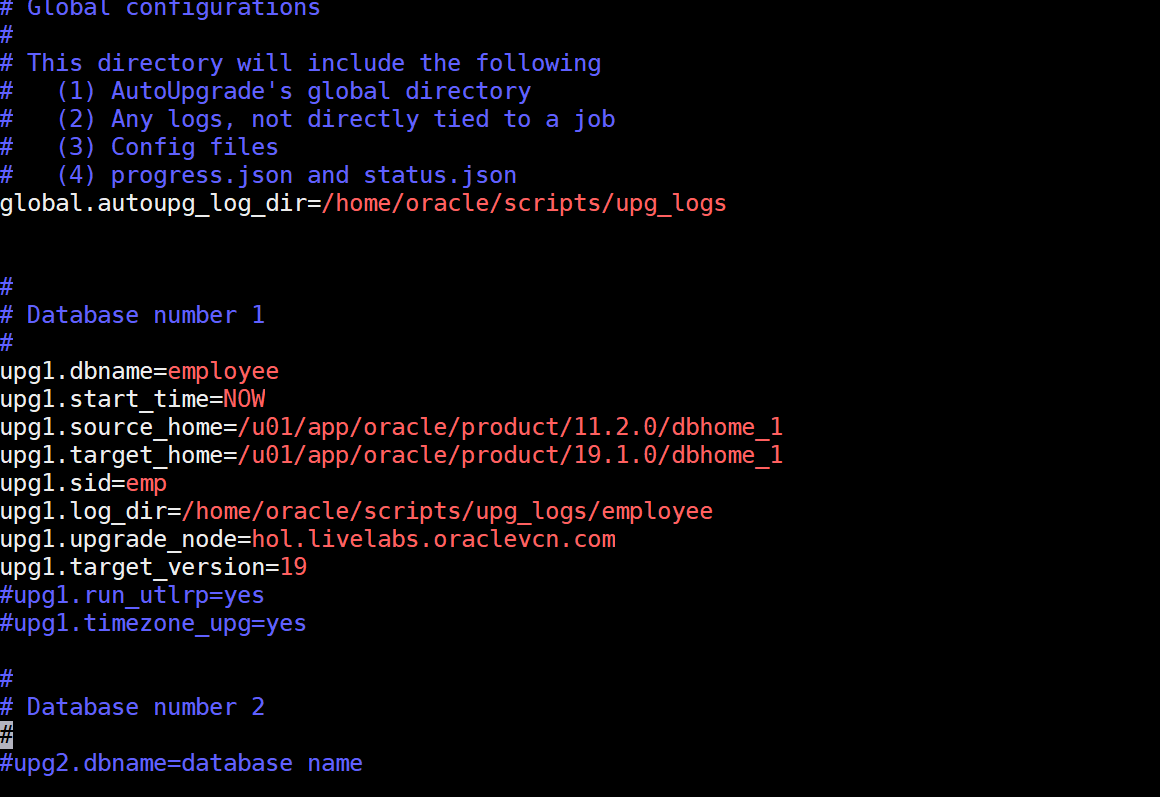 # Global configurations
#
# This directory will include the following
#   (1) AutoUpgrade's global directory
#   (2) Any logs, not directly tied to a job
#   (3) Config files
#   (4) progress.json and status.json
global.autoupg_log_dir=/home/oracle/scripts/upg_logs
#
# Database number 1
#
upg1.dbname=employee
upg1.start_time=NOW
upg1.source_home=/u01/app/oracle/product/11.2.0/dbhome_1
upg1.target_home=/u01/app/oracle/product/19.1.0/dbhome_1
upg1.sid=emp
upg1.log_dir=/home/oracle/scripts/upg_logs/employee
upg1.upgrade_node=hol.livelabs.oraclevcn.com
upg1.target_version=19
#upg1.run_utlrp=yes
#upg1.timezone_upg=yes
#
# Database number 2
#
#upg2.dbname=database name